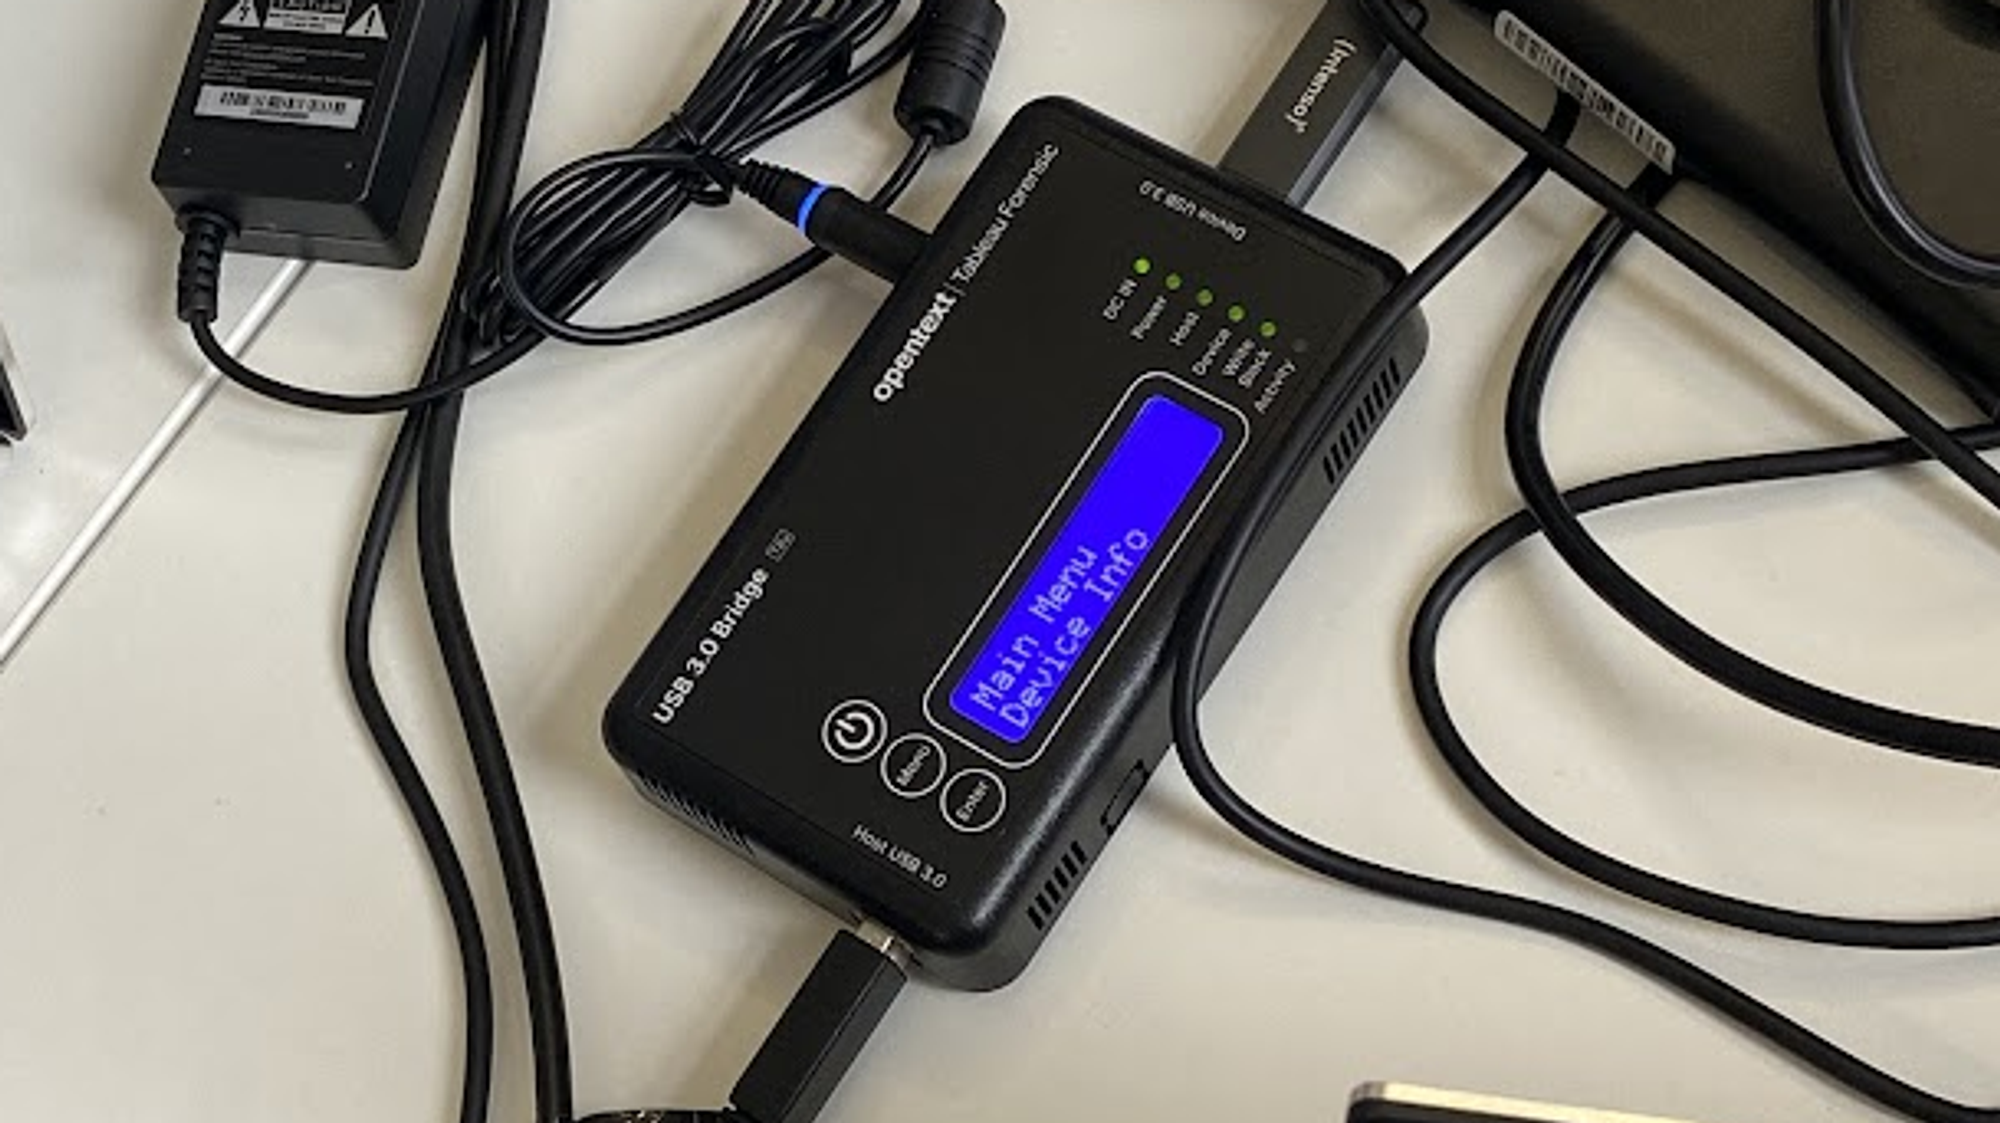 (intenso)®
Device USB 3.0
opentext | Tableau Forensic
DC IN
Power
Host
Device
Write
Block
Activity
USB 3.0 Bridge
Main Menu
Device Info
Menu
Enter
Host USB 3.0